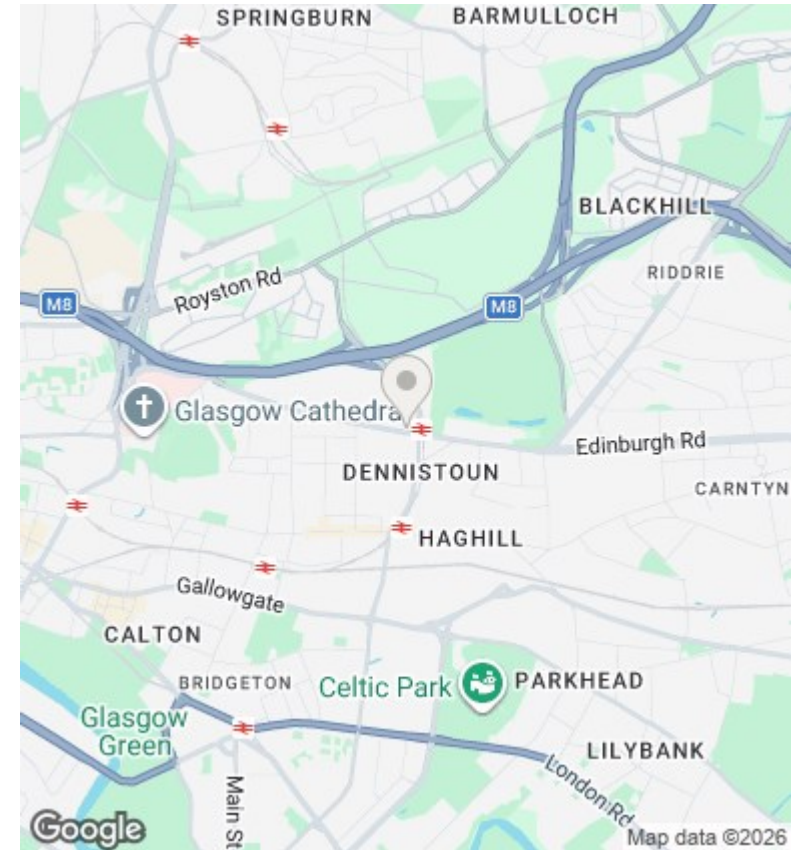 SPRINGBURN
BARMULLOCH
BLACKHILL
RIDDRIE
Royston Rd
M8
M8
Glasgow Cathedral
Edinburgh Rd
DENNISTOUN
CARNTYN
HAGHILL
Gallowgate
CALTON
BRIDGETON
Celtic Park
PARKHEAD
Glasgow
Green
LILYBANK
London Rd
Main St
Google
Map data ©2026